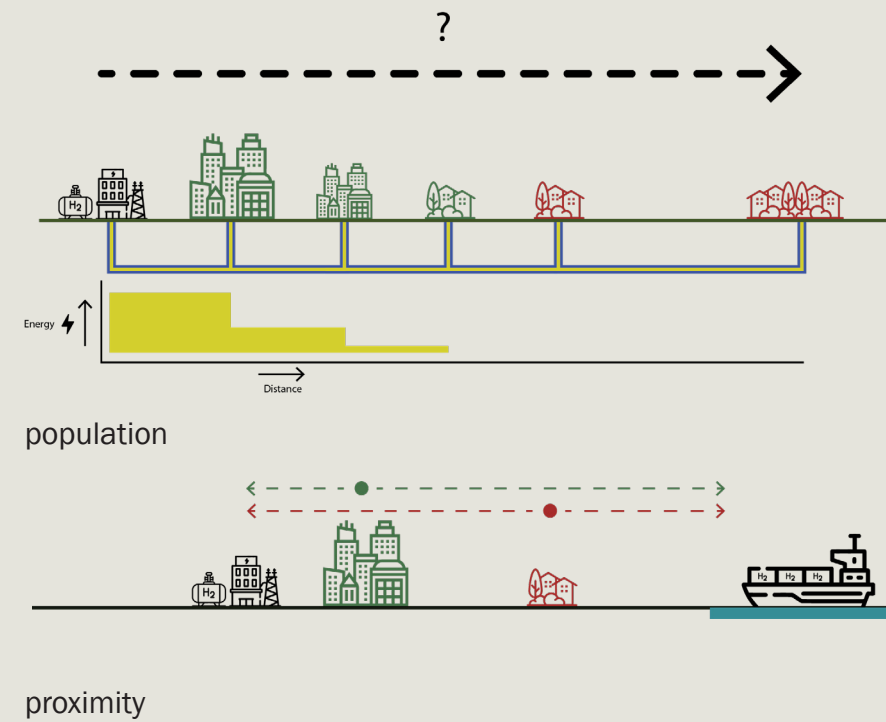 ?
H2
Energy
Distance
population
H2 H2 H2
H2
proximity